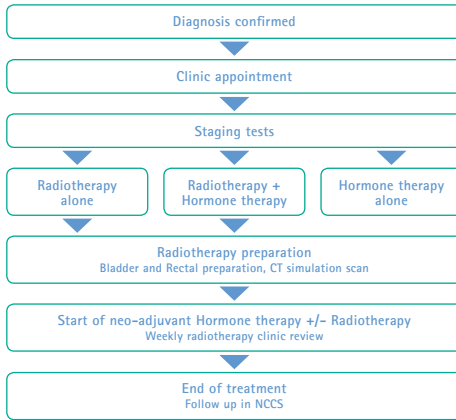 Diagnosis confirmed
Clinic appointment
Staging tests
Radiotherapy
alone
Radiotherapy +
Hormone therapy
Hormone therapy
alone
Radiotherapy preparation
Bladder and Rectal preparation, CT simulation scan
Start of neo-adjuvant Hormone therapy +/- Radiotherapy
Weekly radiotherapy clinic review
End of treatment
Follow up in NCCS